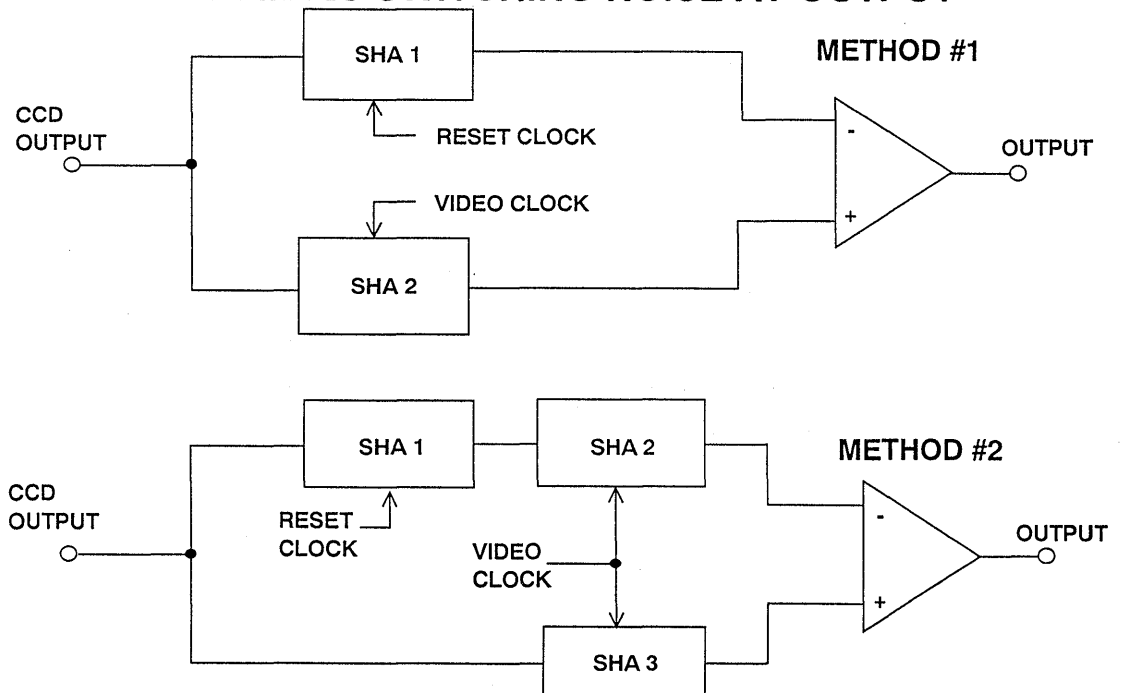 SHA 1
METHOD #1
CCD
OUTPUT
RESET CLOCK
-
OUTPUT
VIDEO CLOCK
+
SHA 2
SHA 1
SHA 2
METHOD #2
CCD
OUTPUT
RESET
CLOCK
-
OUTPUT
VIDEO
CLOCK
+
SHA 3